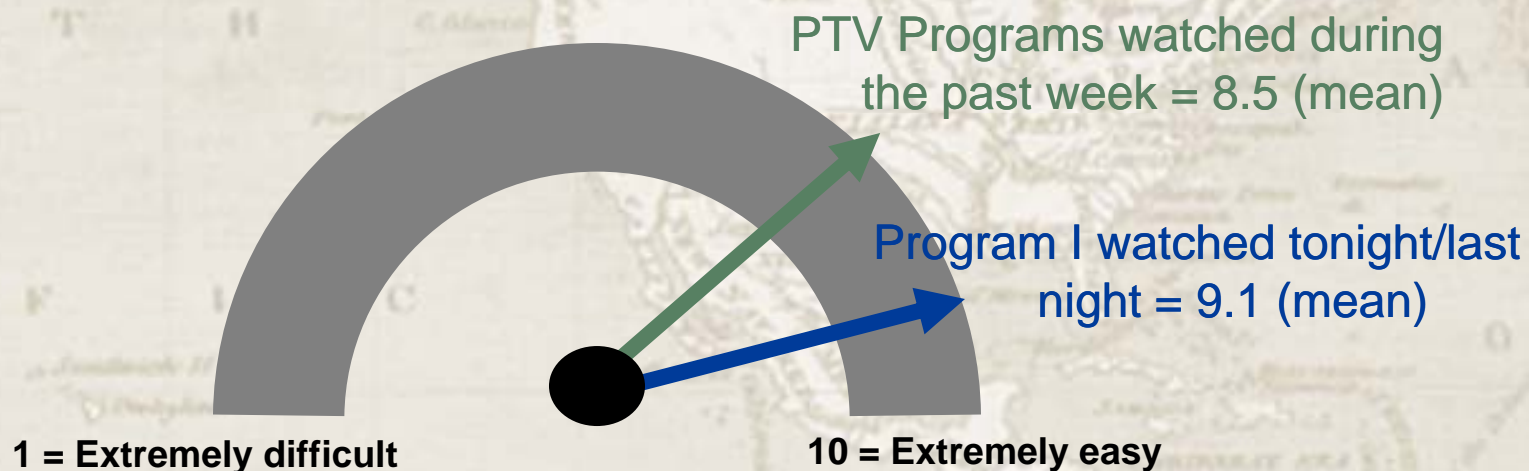 PTV Programs watched during
the past week = 8.5 (mean)
Program I watched tonight/last
night = 9.1 (mean)
1 = Extremely difficult
10 = Extremely easy